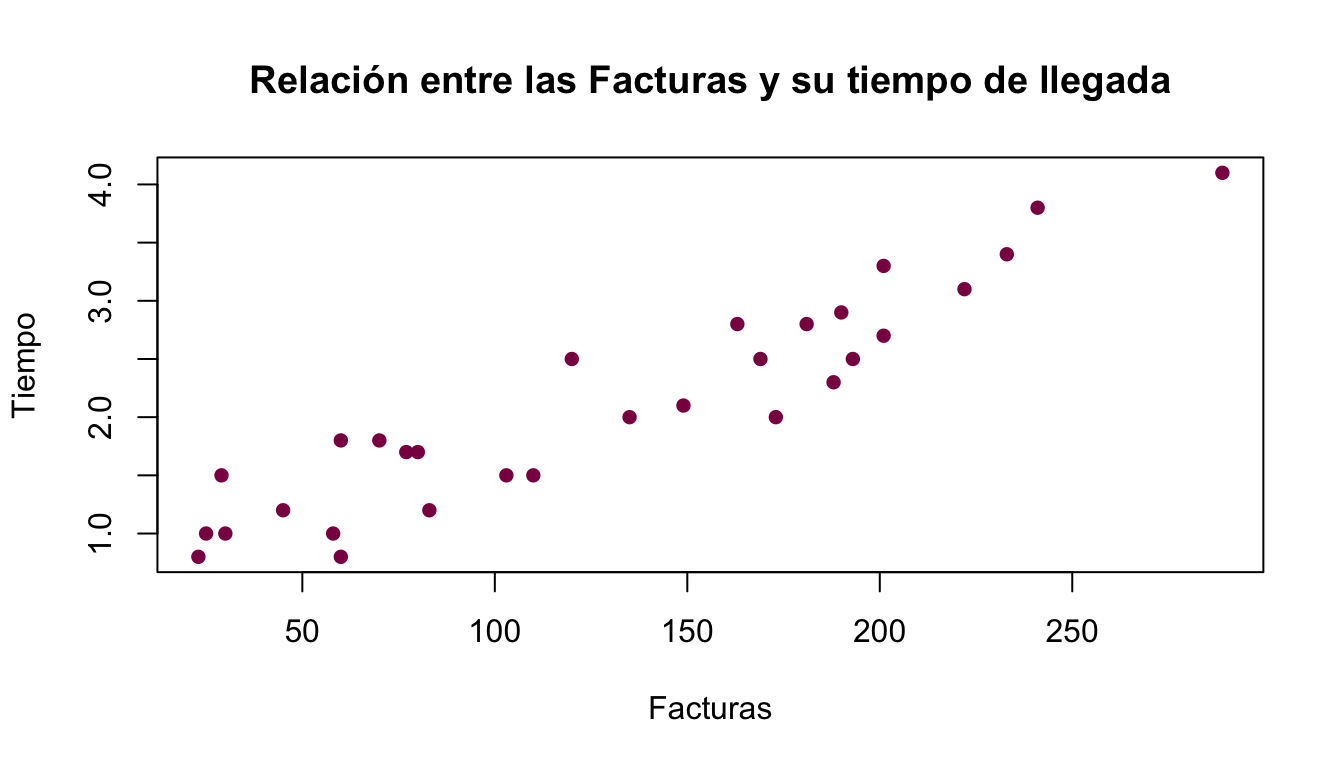 Relación entre las Facturas y su tiempo de llegada
4.0
3.0
2.0
1.0
Tiempo
50 100 150 200 250
Facturas